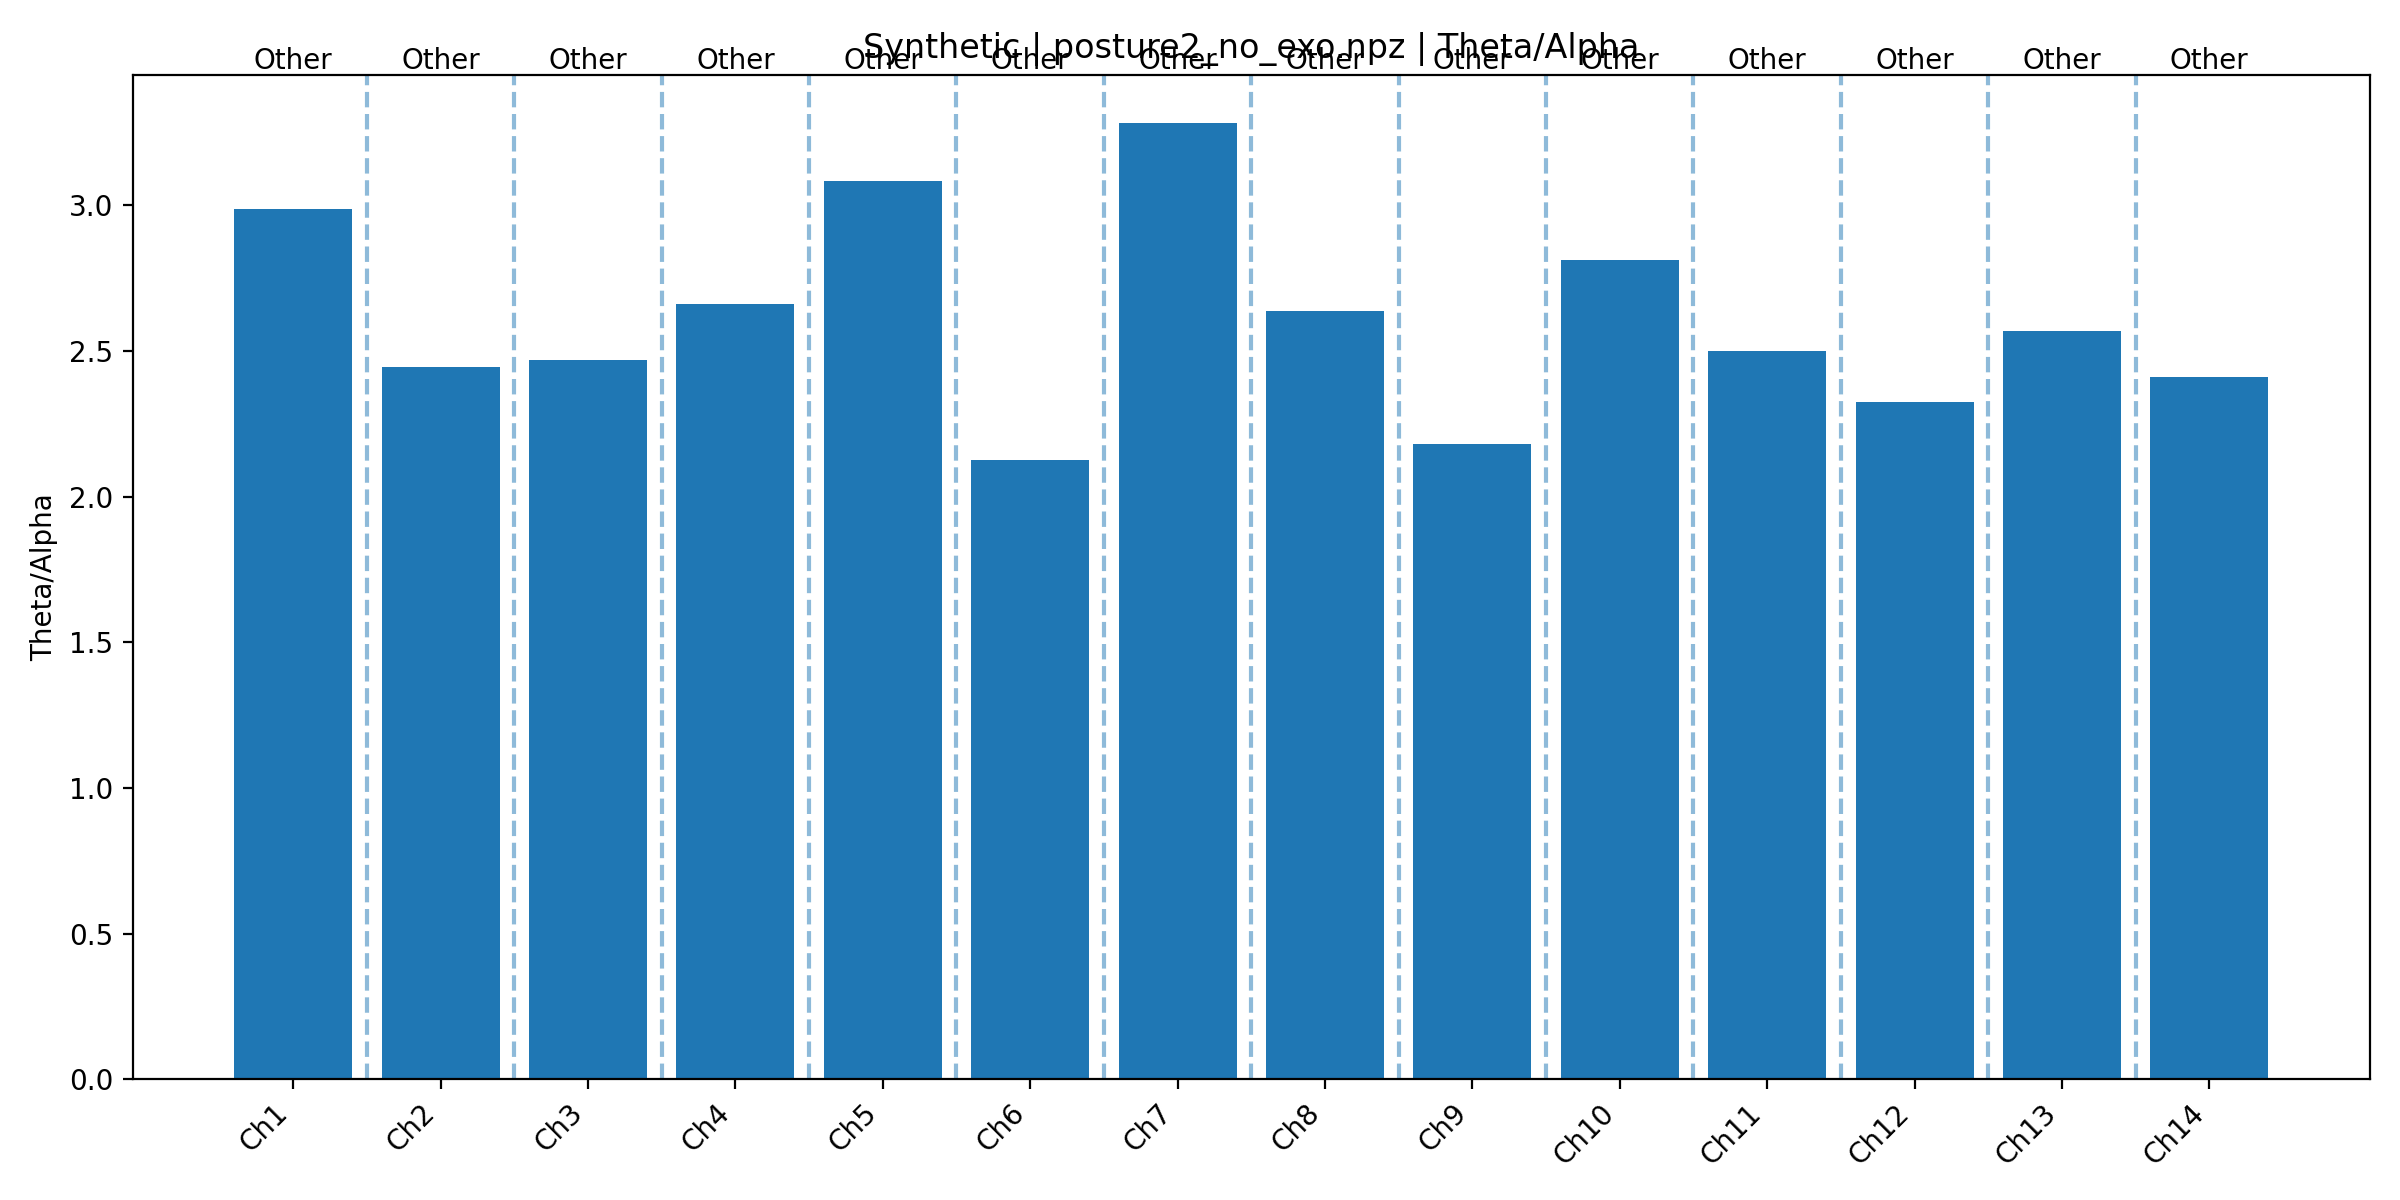 Synthetic | posture2_no_exo.npz | Theta/Alpha
Other Other Other Other Other Other Other Other Other Other Other Other Other Other
Theta/Alpha
3.0
2.5
2.0
1.5
1.0
0.5
0.0
Ch1 Ch2 Ch3 Ch4 Ch5 Ch6 Ch7 Ch8 Ch9 Ch10 Ch11 Ch12 Ch13 Ch14